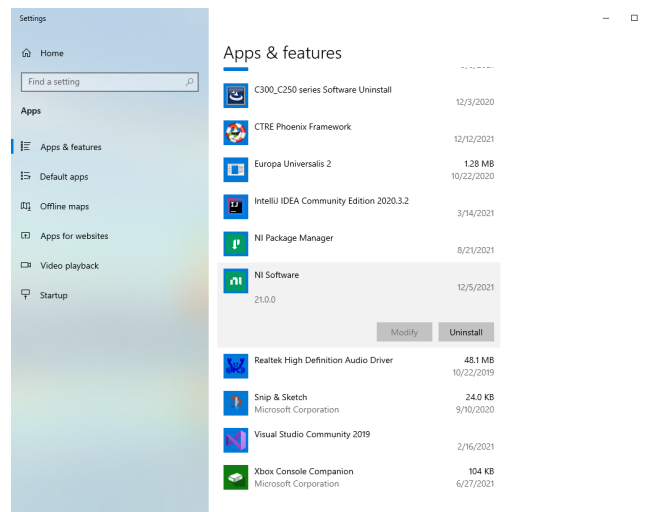 Settings
Home
Find a setting
Apps
Apps & features
Default apps
Offline maps
Apps for websites
Video playback
Startup
Apps & features
C300_C250 series Software Uninstall
12/3/2020
CTRE Phoenix Framework
12/12/2021
Europa Universalis 2 1.28 MB
10/22/2020
IntelliJ IDEA Community Edition 2020.3.2
3/14/2021
NI Package Manager
8/21/2021
NI Software
12/5/2021
21.0.0
Modify Uninstall
Realtek High Definition Audio Driver 48.1 MB
10/22/2019
Snip & Sketch 24.0 KB
Microsoft Corporation 9/10/2020
Visual Studio Community 2019
2/16/2021
Xbox Console Companion 104 KB
Microsoft Corporation 6/27/2021